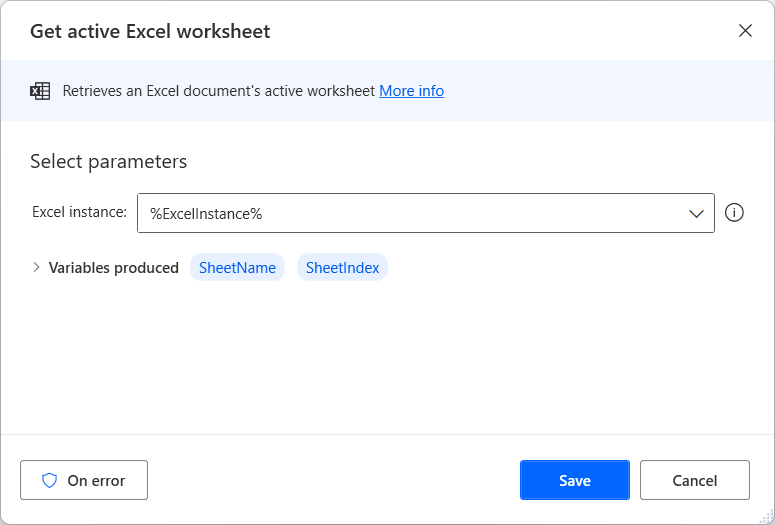 Get active Excel worksheet
Retrieves an Excel document's active worksheet More info
Select parameters
Excel instance: %ExcelInstance%
Variables produced SheetName SheetIndex
On error Save Cancel